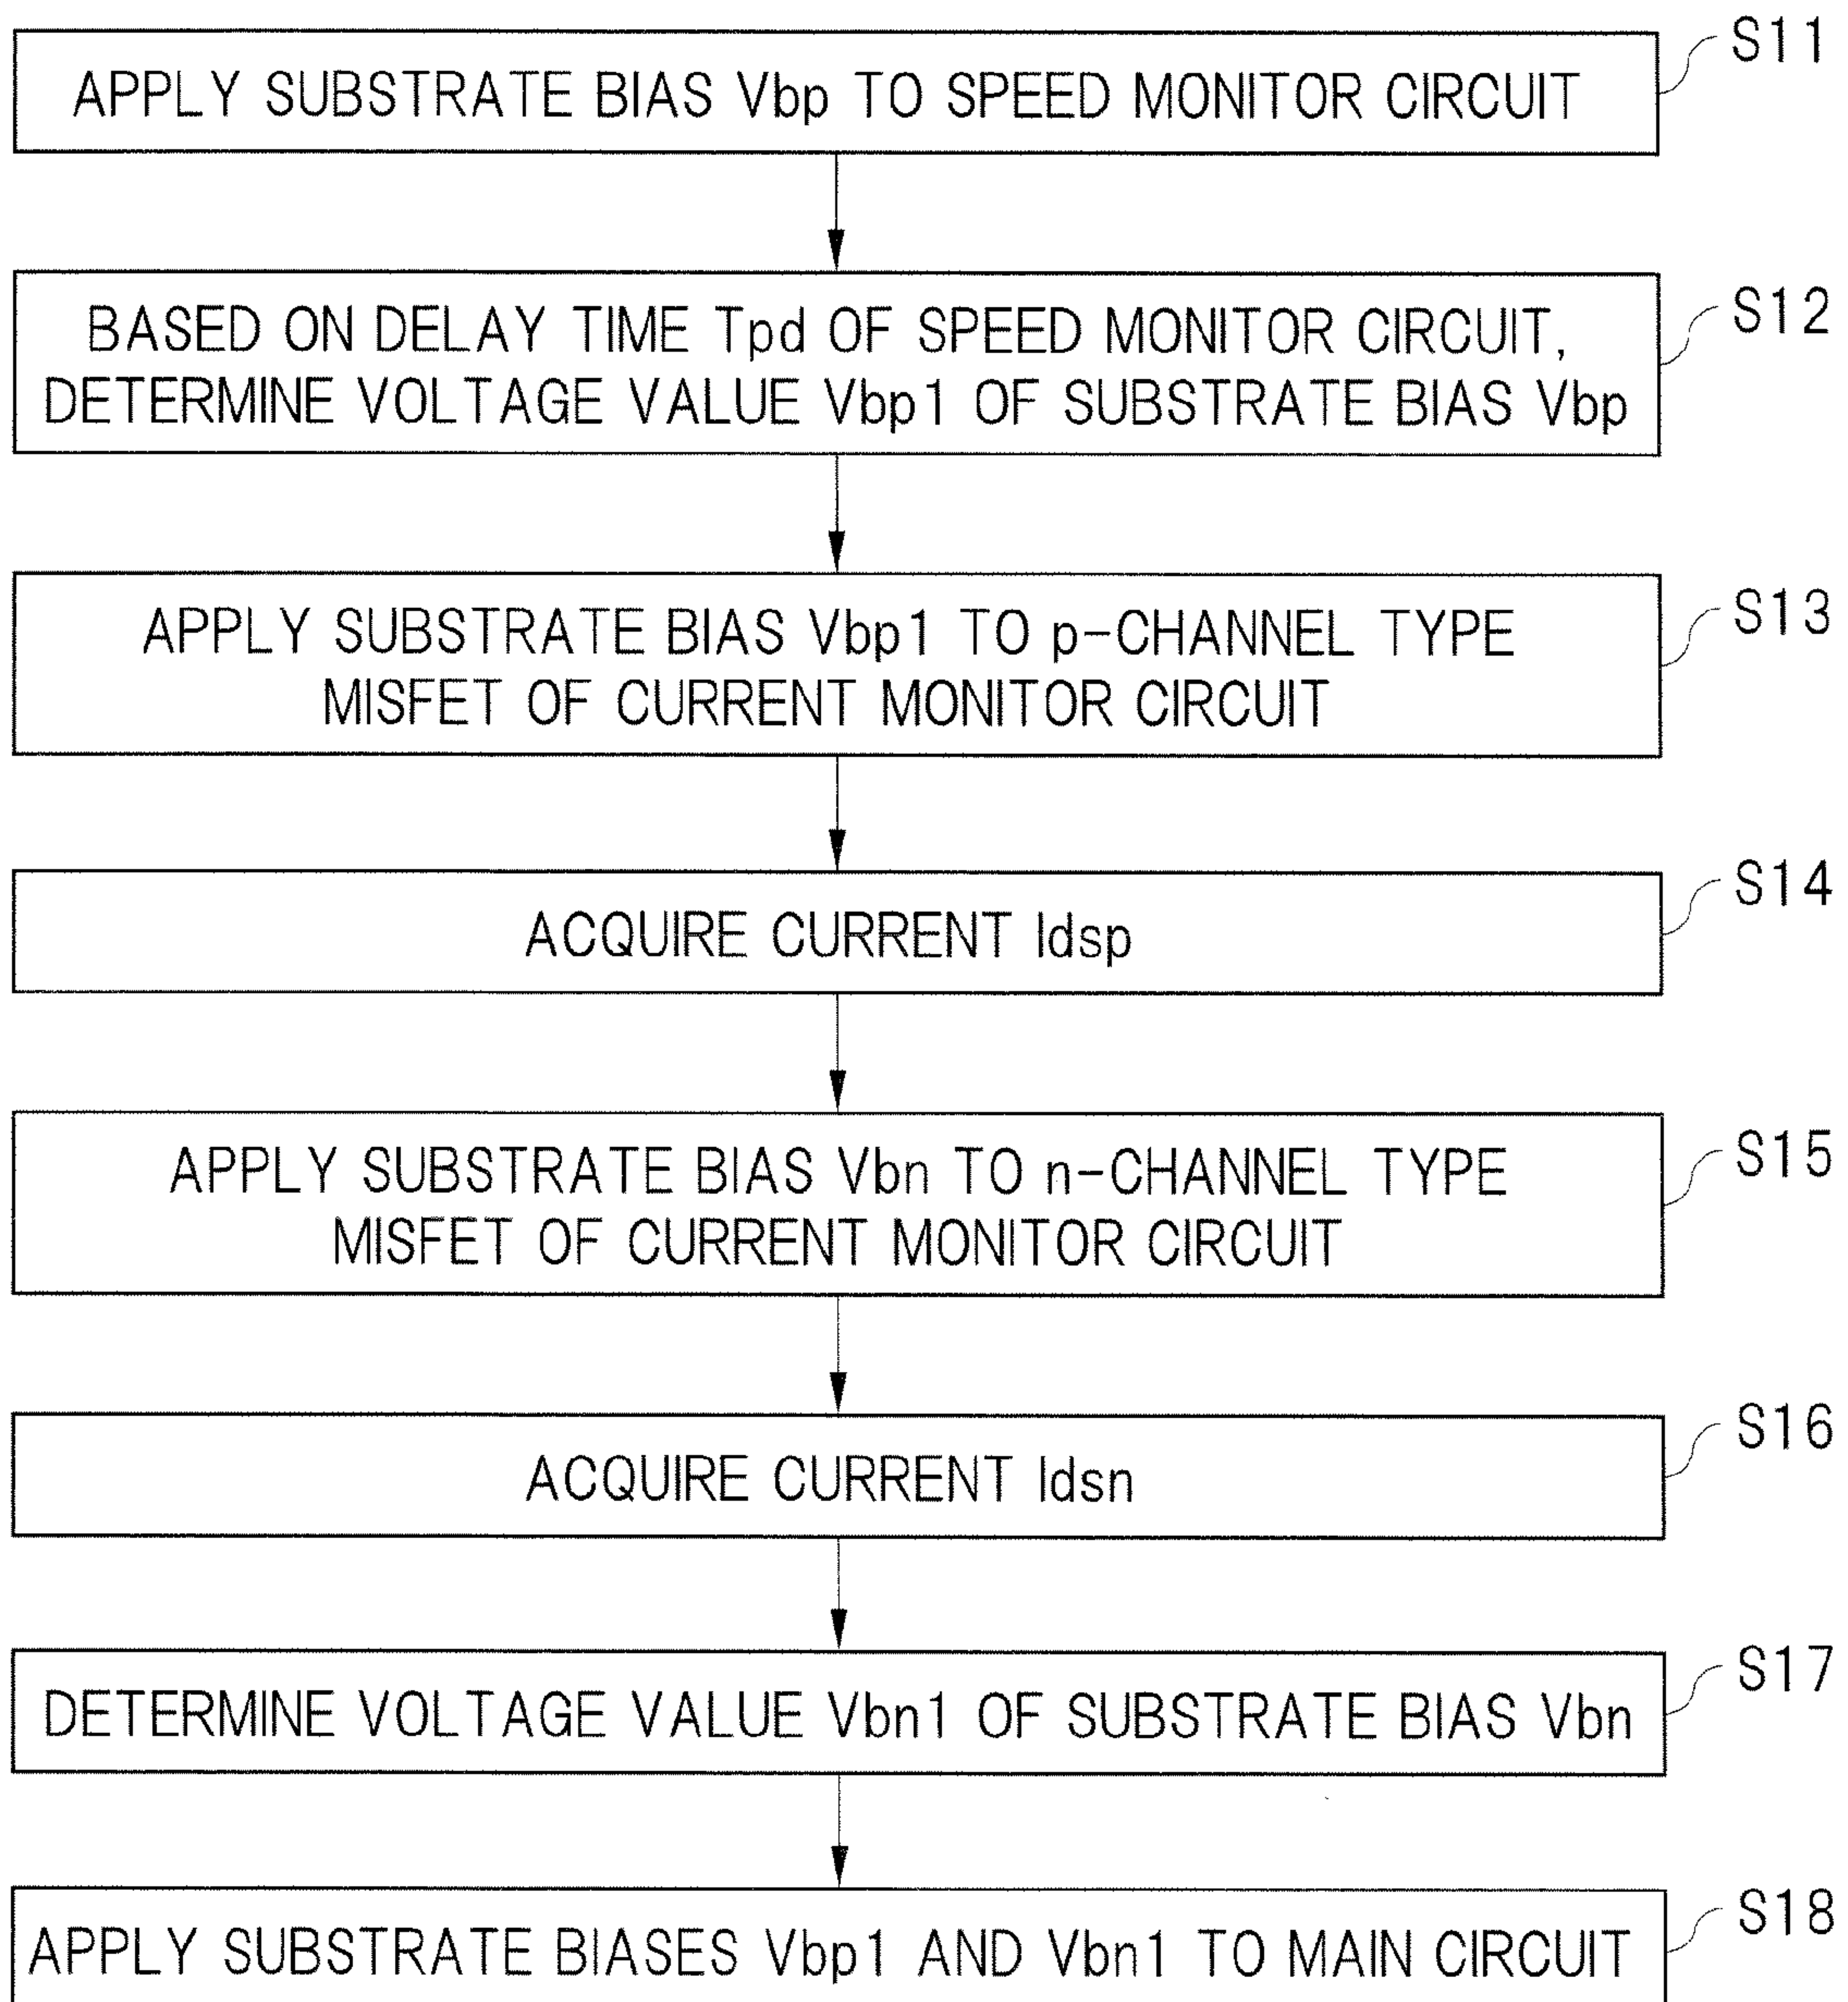 S11
APPLY SUBSTRATE BIAS Vbp TO SPEED MONITOR CIRCUIT
S12
BASED ON DELAY TIME Tpd OF SPEED MONITOR CIRCUIT,
DETERMINE VOLTAGE VALUE Vbp1 OF SUBSTRATE BIAS Vbp
S13
APPLY SUBSTRATE BIAS Vbp1 TO p-CHANNEL TYPE
MISFET OF CURRENT MONITOR CIRCUIT
S14
ACQUIRE CURRENT Idsp
S15
APPLY SUBSTRATE BIAS Vbn TO n-CHANNEL TYPE
MISFET OF CURRENT MONITOR CIRCUIT
S16
ACQUIRE CURRENT Idsn
S17
DETERMINE VOLTAGE VALUE Vbn1 OF SUBSTRATE BIAS Vbn
S18
APPLY SUBSTRATE BIASES Vbp1 AND Vbn1 TO MAIN CIRCUIT